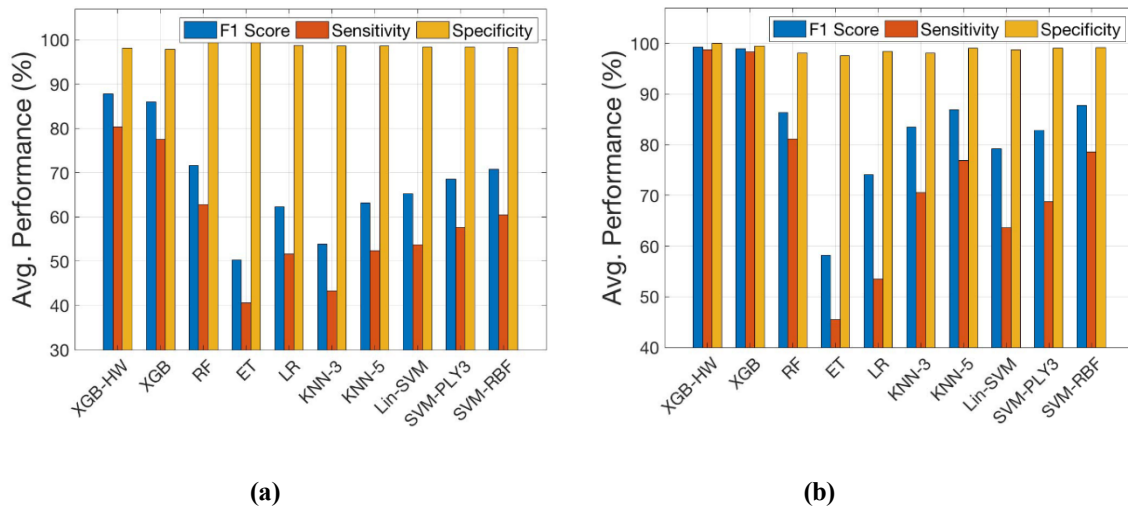 F1 Score Sensitivity Specificity
Avg. Performance (%)
100
90
80
70
60
50
40
30
XGB-HW
XGB
RF
ET
LR
KNN-3
KNN-5
Lin-SVM
SVM-PLY3
SVM-RBF
(a)
F1 Score Sensitivity Specificity
Avg. Performance (%)
100
90
80
70
60
50
40
XGB-HW
XGB
RF
ET
LR
KNN-3
KNN-5
Lin-SVM
SVM-PLY3
SVM-RBF
(b)